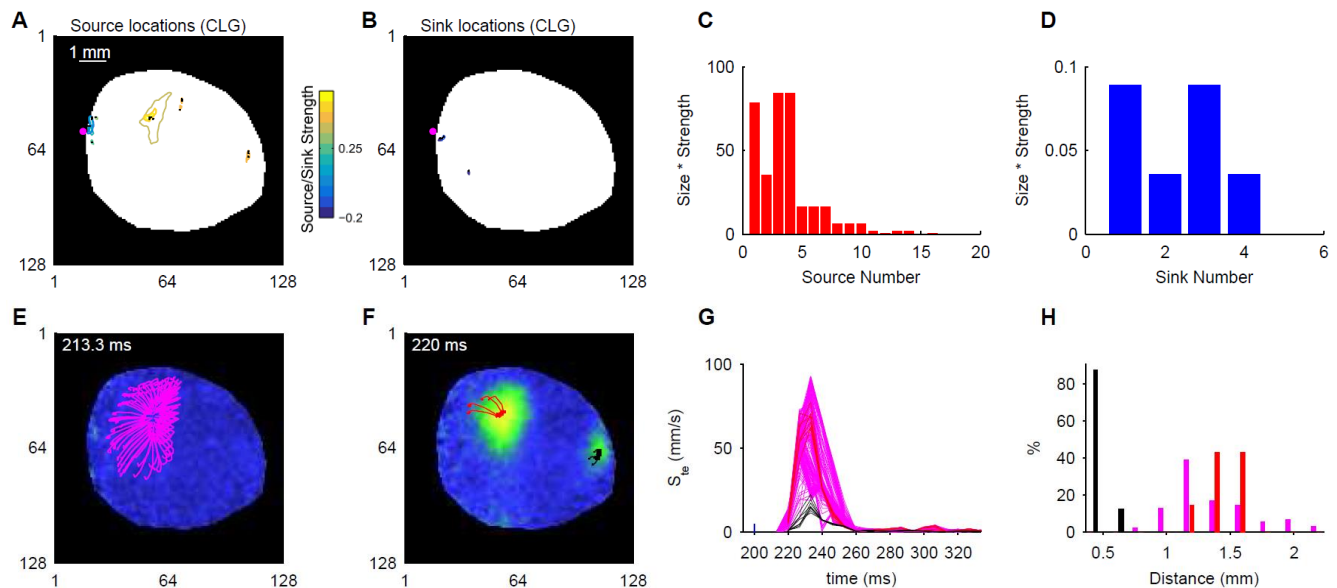 A
Source locations (CLG)
1
1 mm
64
128
1
64
128
Source/Sink Strength
0.25
−0.2
B
Sink locations (CLG)
1
64
128
1
64
128
C
Size * Strength
100
50
0
0
5
10
15
20
Source Number
D
Size * Strength
0.1
0.05
0
0
2
4
6
Sink Number
E
1
213.3 ms
64
128
1
64
128
F
1
220 ms
64
128
1
64
128
G
S_te (mm/s)
100
50
0
200
220
240
260
280
300
320
time (ms)
H
%
80
60
40
20
0
0.5
1
1.5
2
Distance (mm)